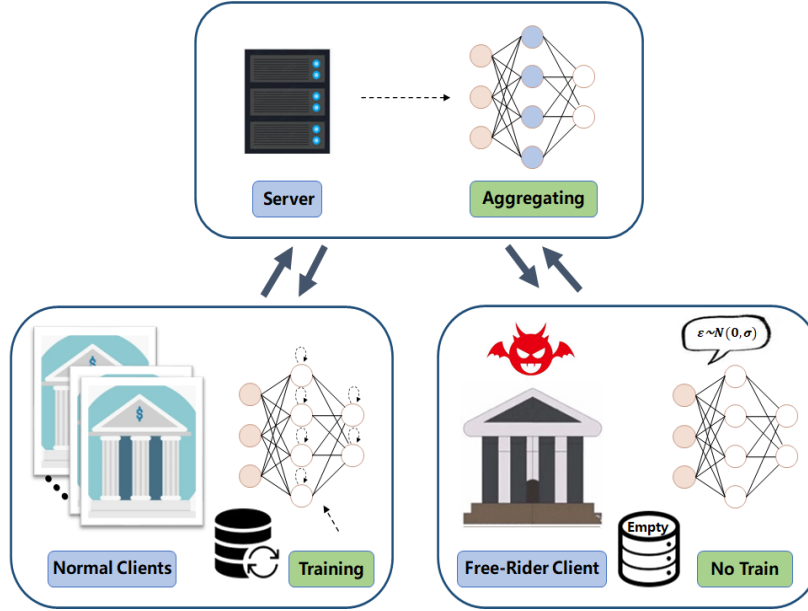 Server
Aggregating
ε~N(0,σ)
$
$
Empty
Normal Clients
Training
Free-Rider Client
No Train